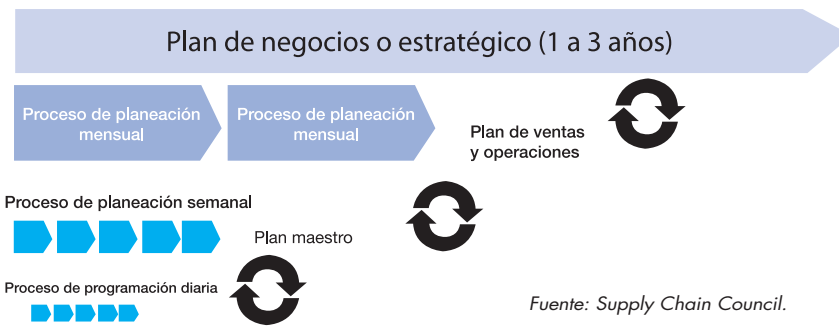 Plan de negocios o estratégico (1 a 3 años)
Proceso de planeación
mensual
Proceso de planeación
mensual
Plan de ventas
y operaciones
Proceso de planeación semanal
Plan maestro
Proceso de programación diaria
Fuente: Supply Chain Council.